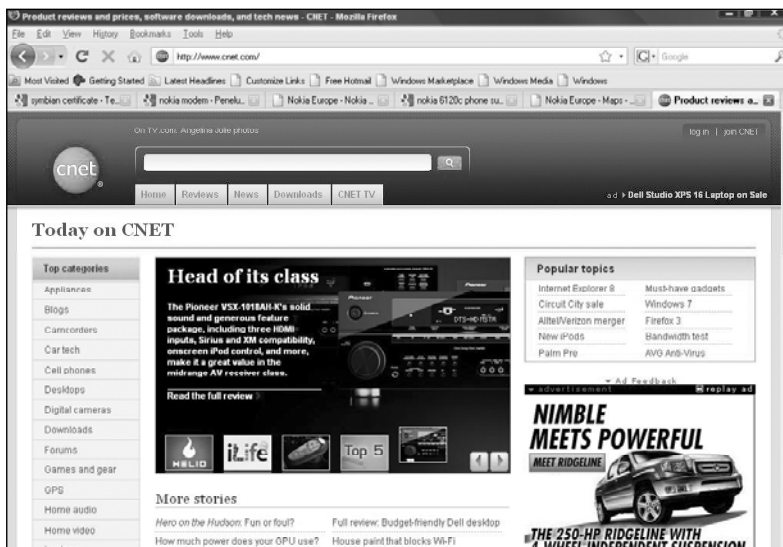 Product reviews and prices, software downloads, and tech news - CNET - Mozilla Firefox
File Edit View History Bookmarks Tools Help
http://www.cnet.com/
Google
Most Visited Getting Started Latest Headlines Customize Links Free Hotmail Windows Marketplace Windows Media Windows
symbian certificate - Te... nokia modem - Penelu... Nokia Europe - Nokia ... nokia 6120c phone su... Nokia Europe - Maps - ... Product reviews a...
On TV.com: Angelina Jolie photos
log in | join CNET
cnet
Home Reviews News Downloads CNET TV
ad Dell Studio XPS 16 Laptop on Sale
Today on CNET
Top categories
Appliances
Blogs
Camcorders
Car tech
Cell phones
Desktops
Digital cameras
Downloads
Forums
Games and gear
GPS
Home audio
Home video
Head of its class
The Pioneer VSX-1018AH-K's solid
sound and generous feature
package, including three HDMI
inputs, Sirius and XM compatibility,
onscreen iPod control, and more,
make it a great value in the
midrange AV receiver class.
Read the full review
Pioneer
DTS-HD MSTR
HELIO
iLife
Top 5
More stories
Hero on the Hudson: Fun or foul?
Full review: Budget-friendly Dell desktop
How much power does your GPU use?
House paint that blocks Wi-Fi
Popular topics
Internet Explorer 8
Must-have gadgets
Circuit City sale
Windows 7
Alltel/Verizon merger
Firefox 3
New iPods
Bandwidth test
Palm Pre
AVG Anti-Virus
Ad Feedback
advertisement
replay ad
NIMBLE
MEETS POWERFUL
MEET RIDGELINE
THE 250-HP RIDGELINE WITH
4-WHEEL INDEPENDENT SUSPENSION